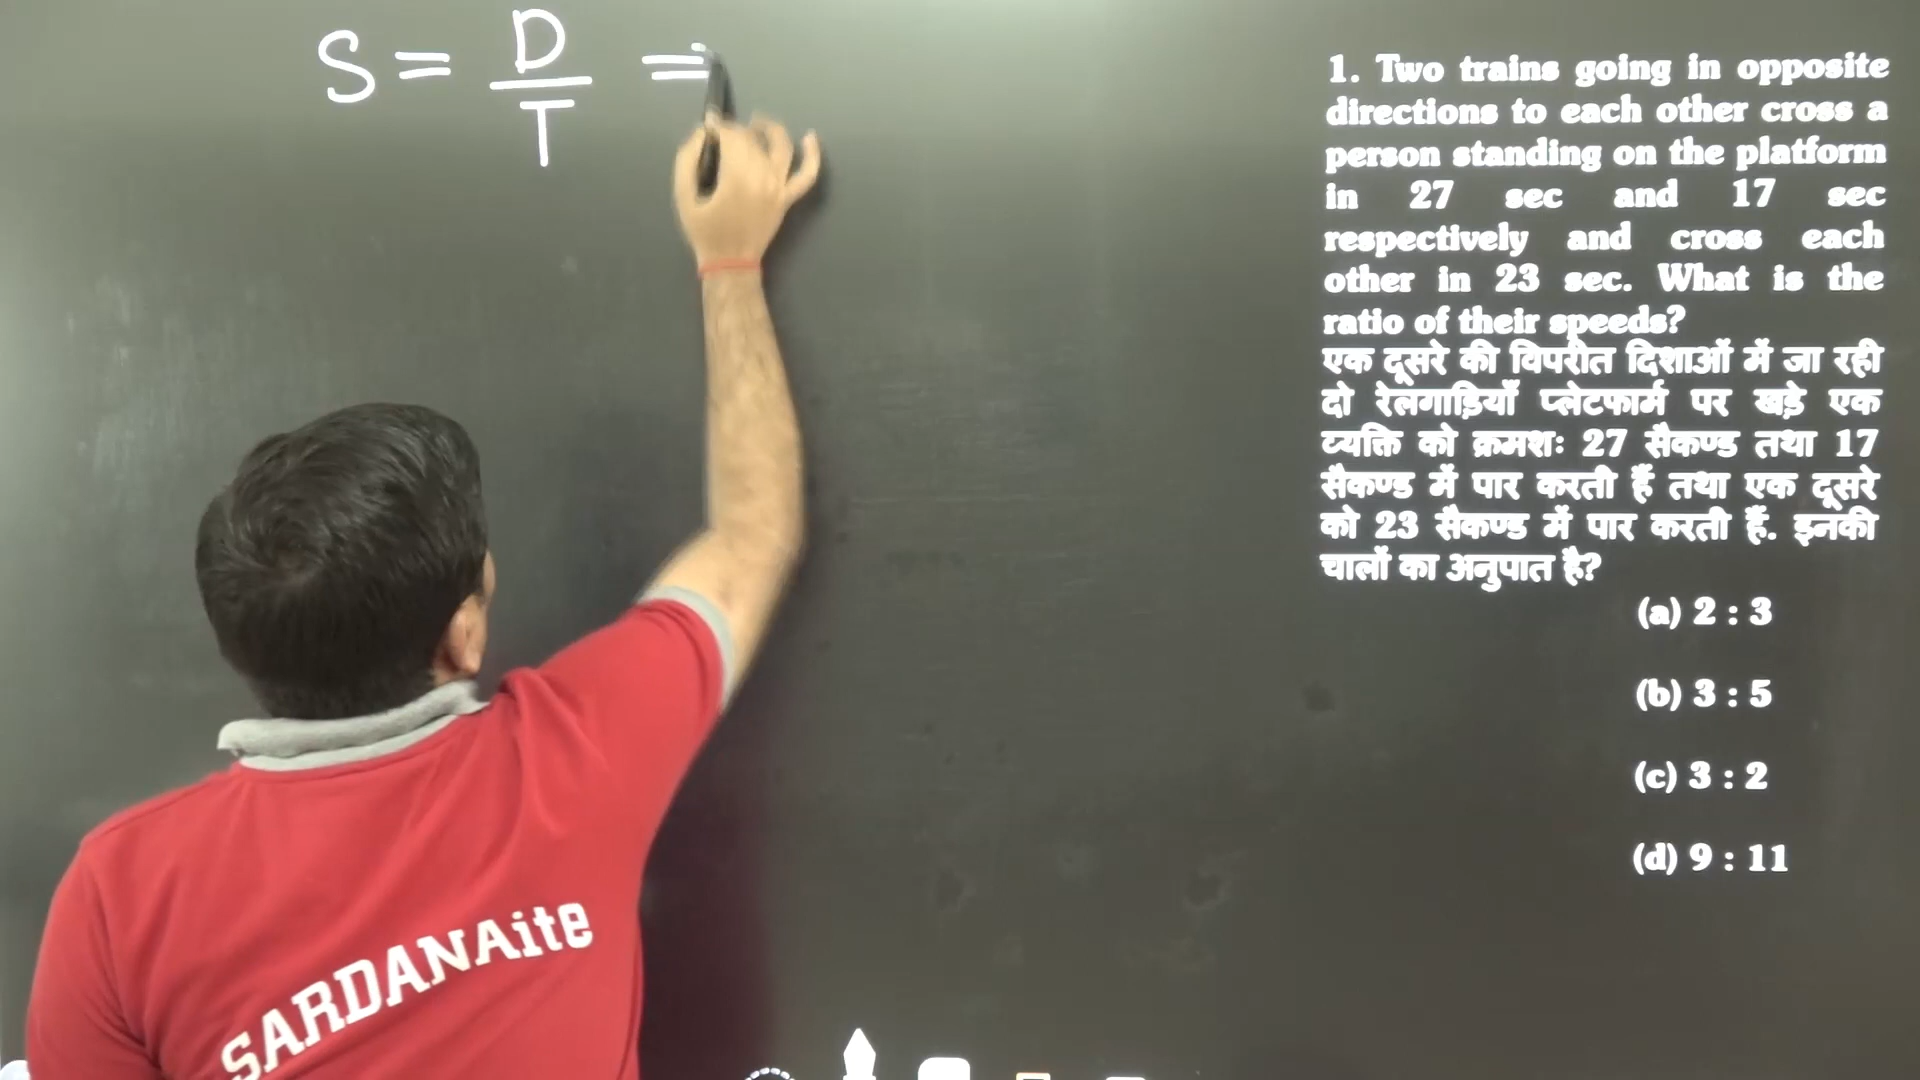 S = D/T =
1. Two trains going in opposite
directions to each other cross a
person standing on the platform
in 27 sec and 17 sec
respectively and cross each
other in 23 sec. What is the
ratio of their speeds?
एक दूसरे की विपरीत दिशाओं में जा रही
दो रेलगाड़ियाँ प्लेटफार्म पर खड़े एक
व्यक्ति को क्रमशः 27 सैकण्ड तथा 17
सैकण्ड में पार करती हैं तथा एक दूसरे
को 23 सैकण्ड में पार करती हैं. इनकी
चालों का अनुपात है?
(a) 2 : 3
(b) 3 : 5
(c) 3 : 2
(d) 9 : 11
SARDANAite